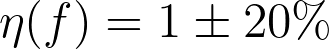 η(f) = 1 ± 20%